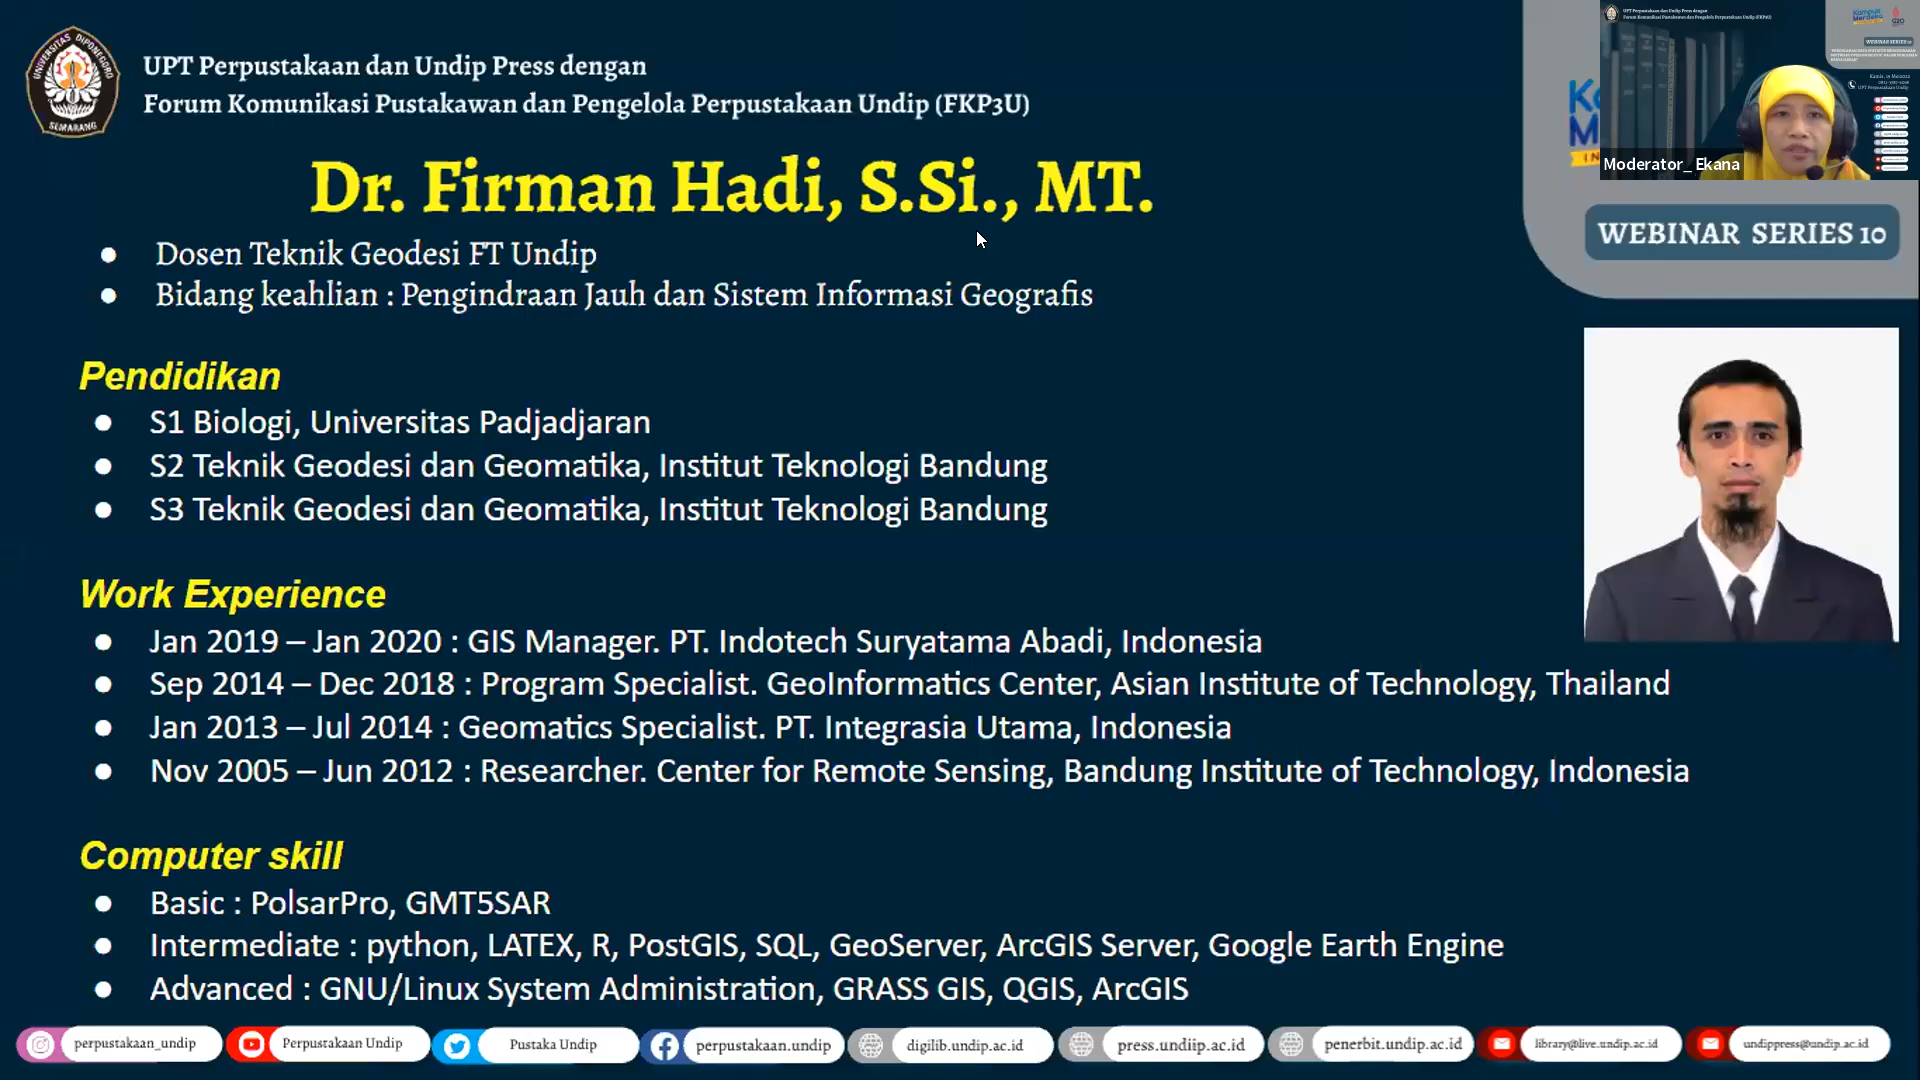 UNIVERSITAS DIPONEGORO
SEMARANG
UPT Perpustakaan dan Undip Press dengan
Forum Komunikasi Pustakawan dan Pengelola Perpustakaan Undip (FKP3U)
Dr. Firman Hadi, S.Si., MT.
● Dosen Teknik Geodesi FT Undip
● Bidang keahlian : Pengindraan Jauh dan Sistem Informasi Geografis
Moderator_ Ekana
WEBINAR SERIES 10
Pendidikan
● S1 Biologi, Universitas Padjadjaran
● S2 Teknik Geodesi dan Geomatika, Institut Teknologi Bandung
● S3 Teknik Geodesi dan Geomatika, Institut Teknologi Bandung
Work Experience
● Jan 2019 – Jan 2020 : GIS Manager. PT. Indotech Suryatama Abadi, Indonesia
● Sep 2014 – Dec 2018 : Program Specialist. GeoInformatics Center, Asian Institute of Technology, Thailand
● Jan 2013 – Jul 2014 : Geomatics Specialist. PT. Integrasia Utama, Indonesia
● Nov 2005 – Jun 2012 : Researcher. Center for Remote Sensing, Bandung Institute of Technology, Indonesia
Computer skill
● Basic : PolsarPro, GMT5SAR
● Intermediate : python, LATEX, R, PostGIS, SQL, GeoServer, ArcGIS Server, Google Earth Engine
● Advanced : GNU/Linux System Administration, GRASS GIS, QGIS, ArcGIS
perpustakaan_undip
Perpustakaan Undip
Pustaka Undip
perpustakaan.undip
digilib.undip.ac.id
press.undiip.ac.id
penerbit.undip.ac.id
library@live.undip.ac.id
undippress@undip.ac.id